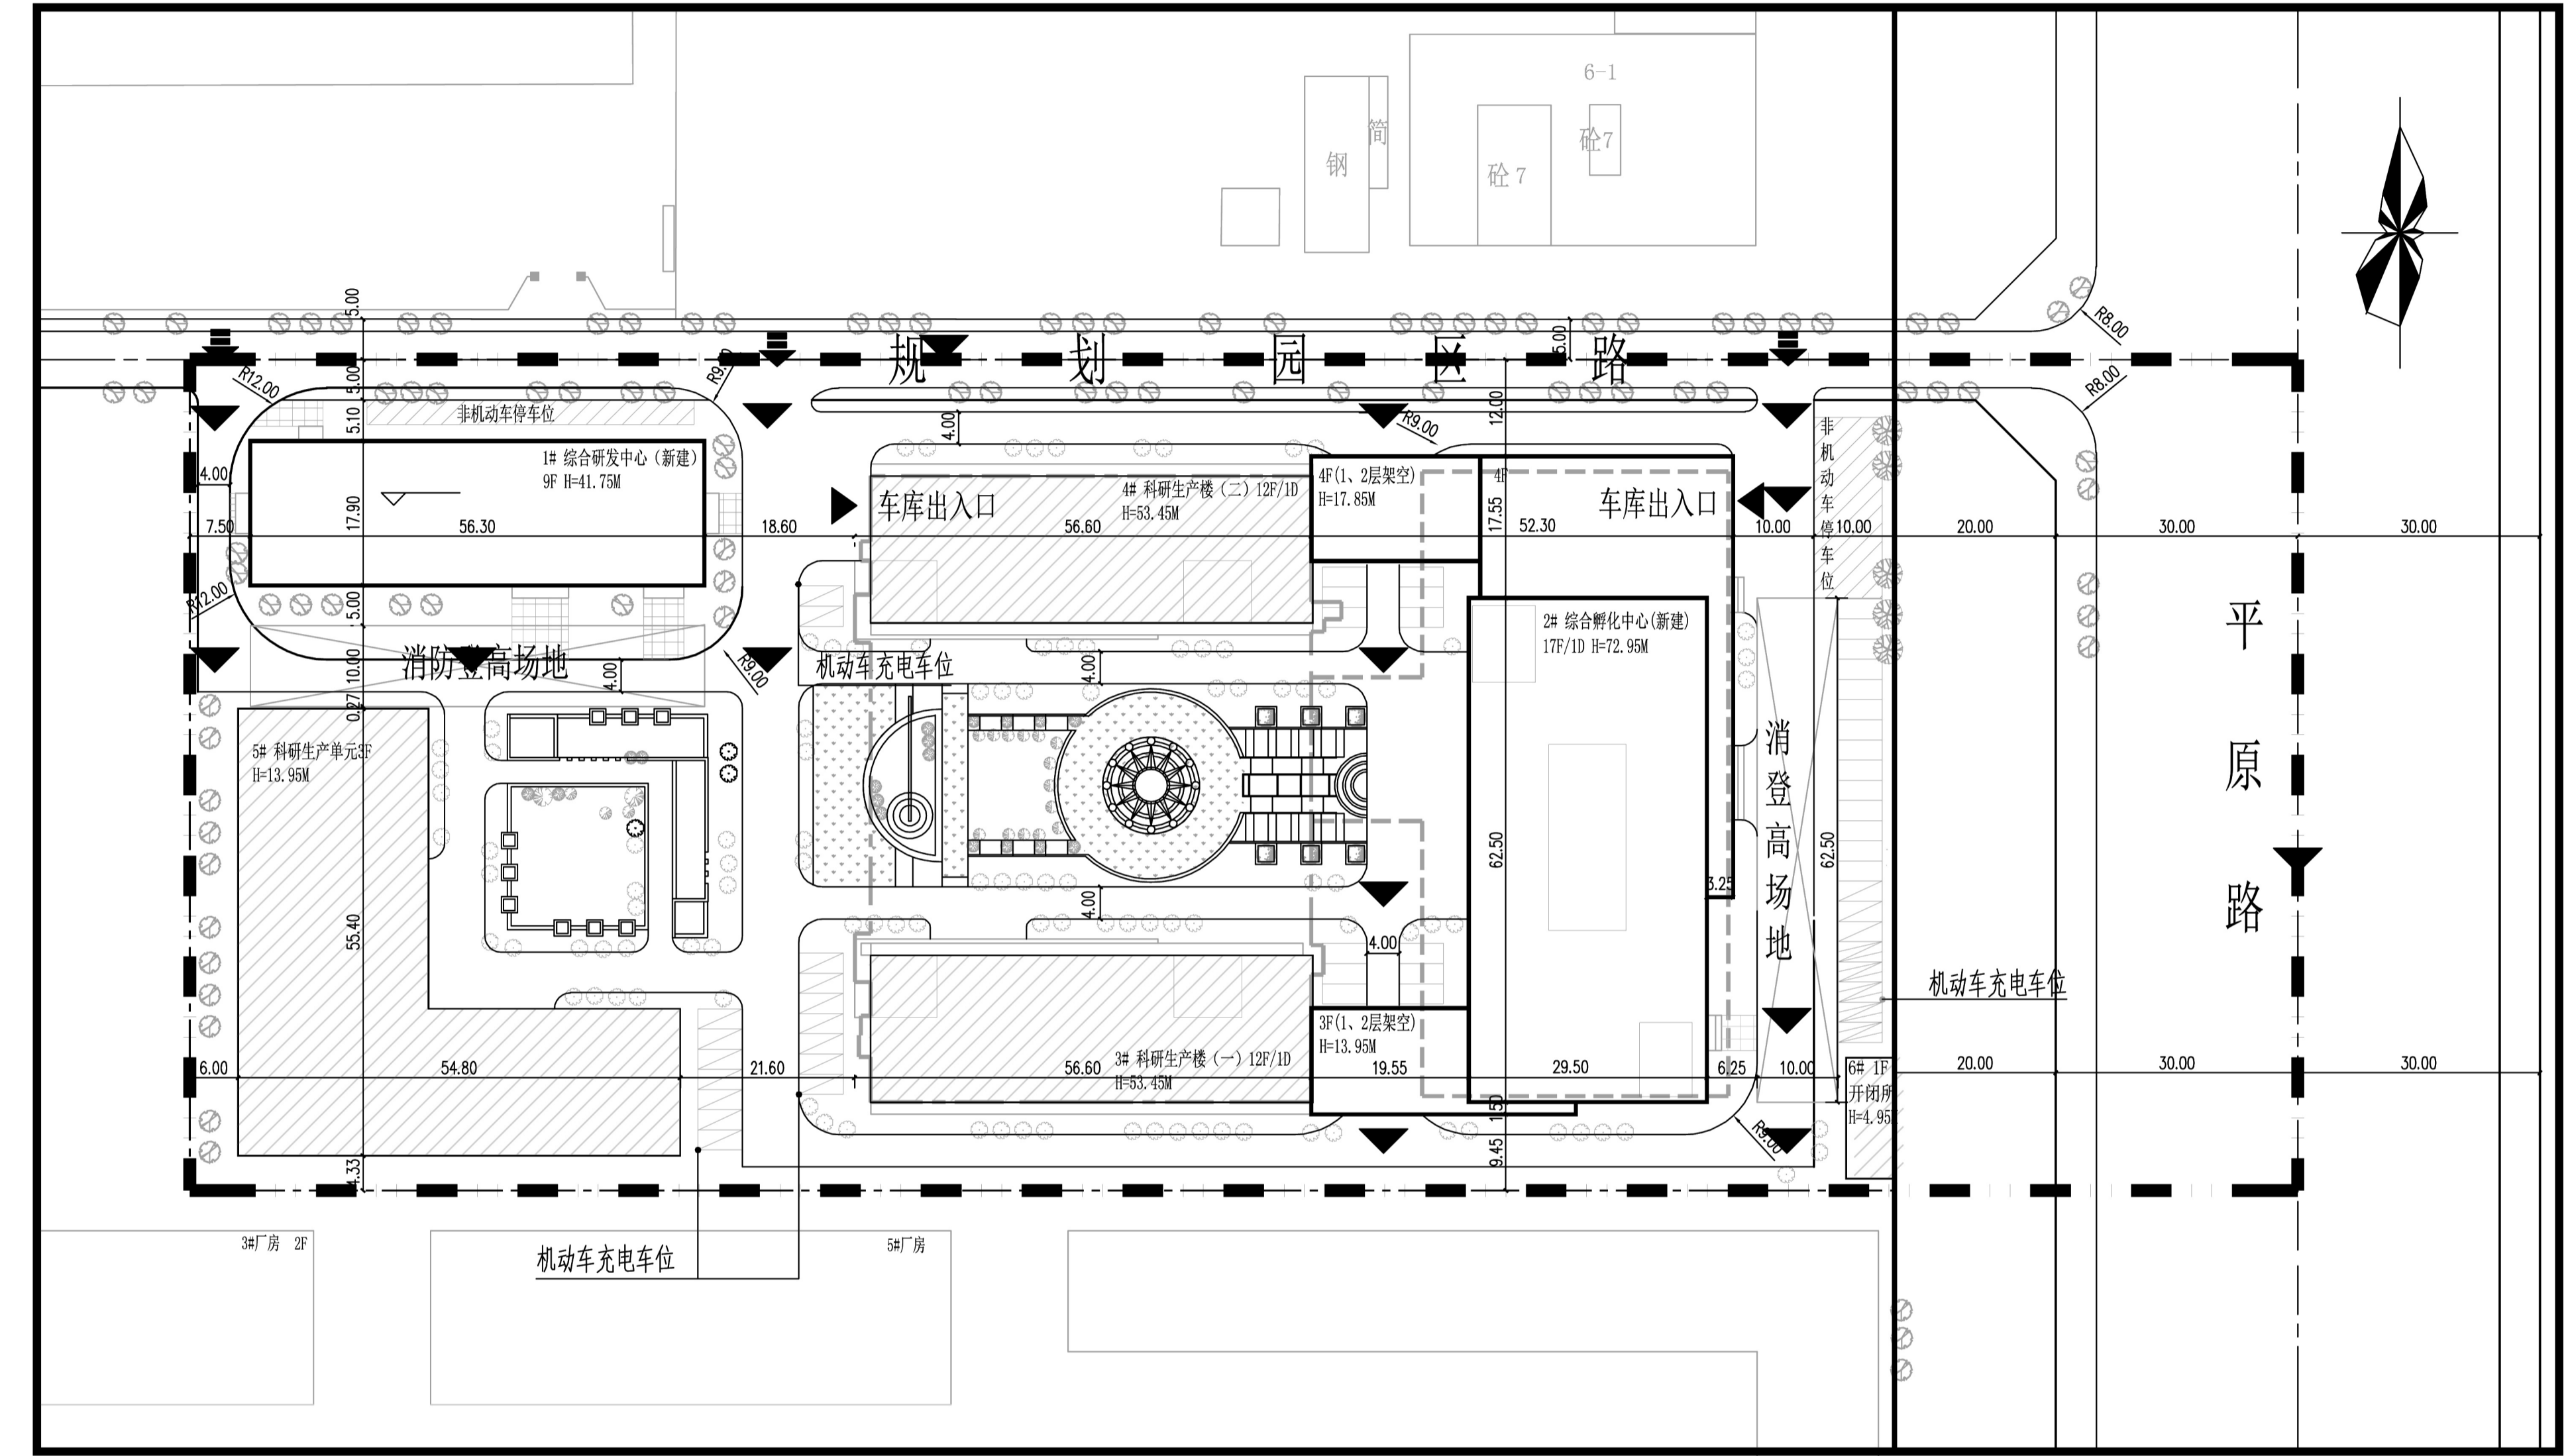 6-1
简
钢
砼7
砼7
5.00
R8.00
规划园区路
5.00
R12.00
5.00
R9.
R8.00
5.10
非机动车停车位
12.00
4.00
R9.00
非机动车停车位
1# 综合研发中心（新建）
9F H=41.75M
4.00
17.90
7.50
56.30
18.60
车库出入口
4# 科研生产楼（二）12F/1D
H=53.45M
56.60
4F(1、2层架空)
H=17.85M
4F
17.55
52.30
车库出入口
10.00
10.00
20.00
30.00
30.00
R12.00
5.00
消防登高场地
10.00
4.00
R9.00
机动车充电车位
4.00
2# 综合孵化中心(新建)
17F/1D H=72.95M
平原路
0.27
5# 科研生产单元3F
H=13.95M
消登高场地
62.50
62.50
3.25
55.40
4.00
4.00
机动车充电车位
3F(1、2层架空)
H=13.95M
6.00
54.80
21.60
3# 科研生产楼（一）12F/1D
H=53.45M
56.60
19.55
29.50
6.25
10.00
6# 1F
开闭所
H=4.95
20.00
30.00
30.00
1.50
9.45
R9.00
4.33
3#厂房 2F
机动车充电车位
5#厂房